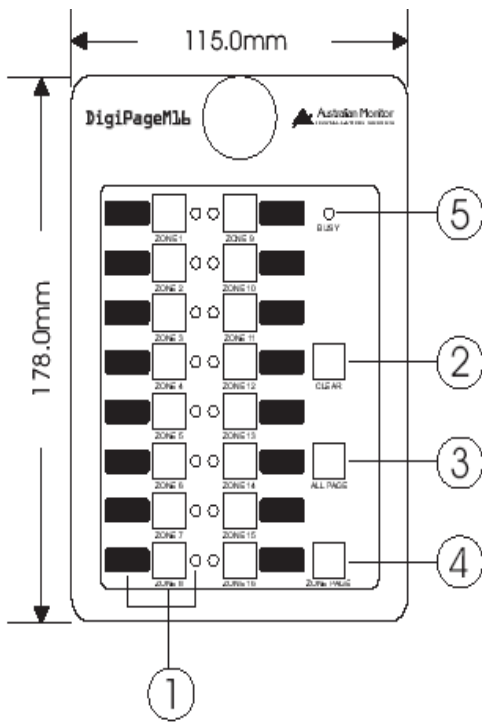 115.0mm
DigiPageM16
Australian Monitor
178.0mm
5
BUSY
ZONE 1
ZONE 9
ZONE 2
ZONE 10
ZONE 3
ZONE 11
2
ZONE 4
ZONE 12
CLEAR
ZONE 5
ZONE 13
3
ZONE 6
ZONE 14
ALL PAGE
ZONE 7
ZONE 15
4
ZONE 8
ZONE 16
ZONE PAGE
1